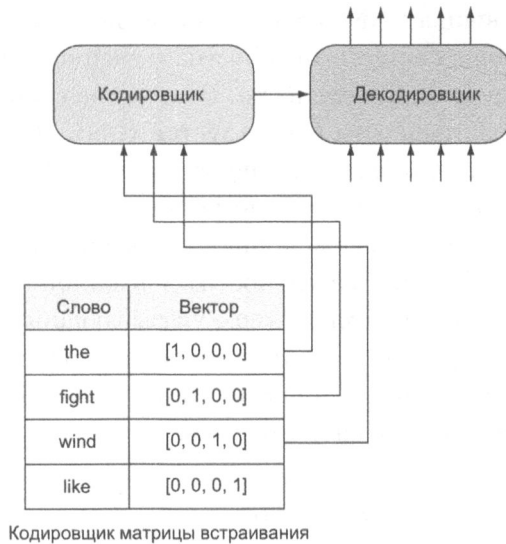 Кодировщик
Декодировщик
Слово Вектор
the [1, 0, 0, 0]
fight [0, 1, 0, 0]
wind [0, 0, 1, 0]
like [0, 0, 0, 1]
Кодировщик матрицы встраивания